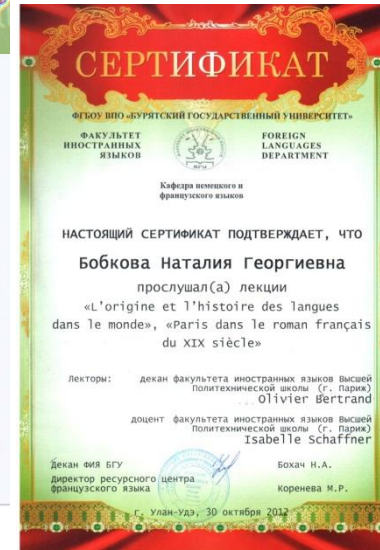 СЕРТИФИКАТ
ФГБОУ ВПО «БУРЯТСКИЙ ГОСУДАРСТВЕННЫЙ УНИВЕРСИТЕТ»
ФАКУЛЬТЕТ
ИНОСТРАННЫХ
ЯЗЫКОВ
FOREIGN
LANGUAGES
DEPARTMENT
Кафедра немецкого и
французского языков
НАСТОЯЩИЙ СЕРТИФИКАТ ПОДТВЕРЖДАЕТ, ЧТО
Бобкова Наталия Георгиевна
прослушал(а) лекции
«L'origine et l'histoire des langues
dans le monde», «Paris dans le roman français
du XIX siècle»
Лекторы: декан факультета иностранных языков Высшей
Политехнической школы (г. Париж)
Olivier Bertrand
доцент факультета иностранных языков Высшей
Политехнической школы (г. Париж)
Isabelle Schaffner
Декан ФИЯ БГУ Бохач Н.А.
Директор ресурсного центра
французского языка Коренева М.Р.
г. Улан-Удэ, 30 октября 2012